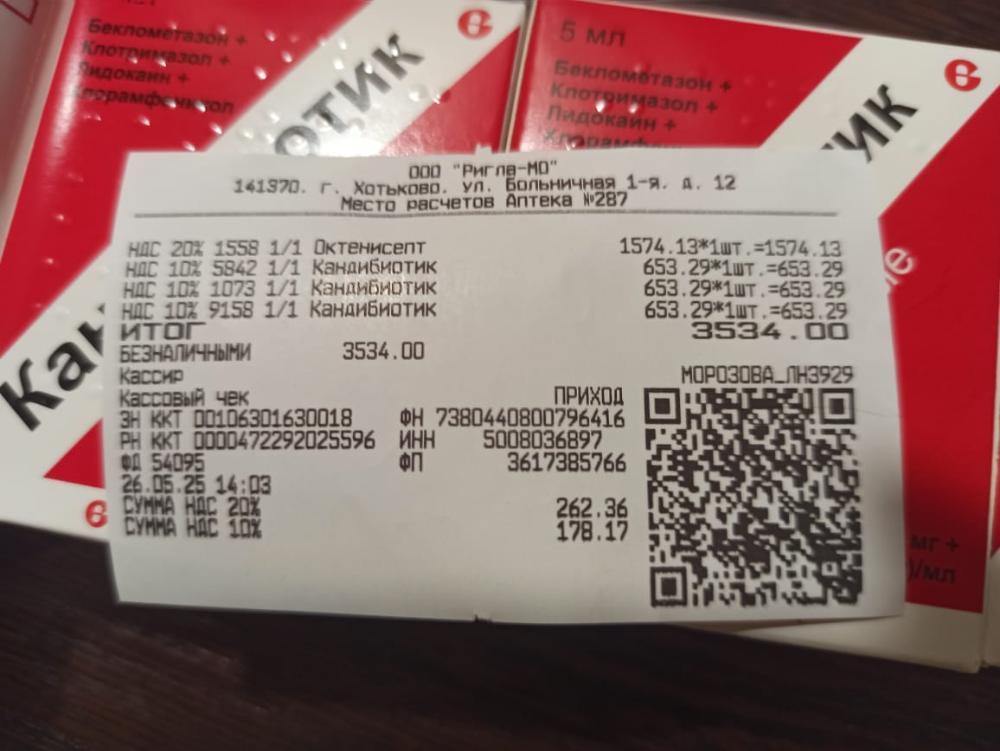 Беклометазон +
Клотримазол +
Лидокаин +
Хлорамфеникол
5 мл
Беклометазон +
Клотримазол +
Лидокаин +
ООО "Ригла-МО"
141370. г. Хотьково. ул. Больничная 1-я. д. 12
Место расчетов Аптека №287
НДС 20% 1558 1/1 Октенисепт 1574.13*1шт.=1574.13
НДС 10% 5842 1/1 Кандибиотик 653.29*1шт.=653.29
НДС 10% 1073 1/1 Кандибиотик 653.29*1шт.=653.29
НДС 10% 9158 1/1 Кандибиотик 653.29*1шт.=653.29
ИТОГ 3534.00
БЕЗНАЛИЧНЫМИ 3534.00
Кассир МОРОЗОВА_ЛН3929
Кассовый чек ПРИХОД
ЗН ККТ 00106301630018 ФН 7380440800796416
РН ККТ 0000472292025596 ИНН 5008036897
ФД 54095 ФП 3617385766
26.05.25 14:03
СУММА НДС 20% 262.36
СУММА НДС 10% 178.17
мг +
)/мл